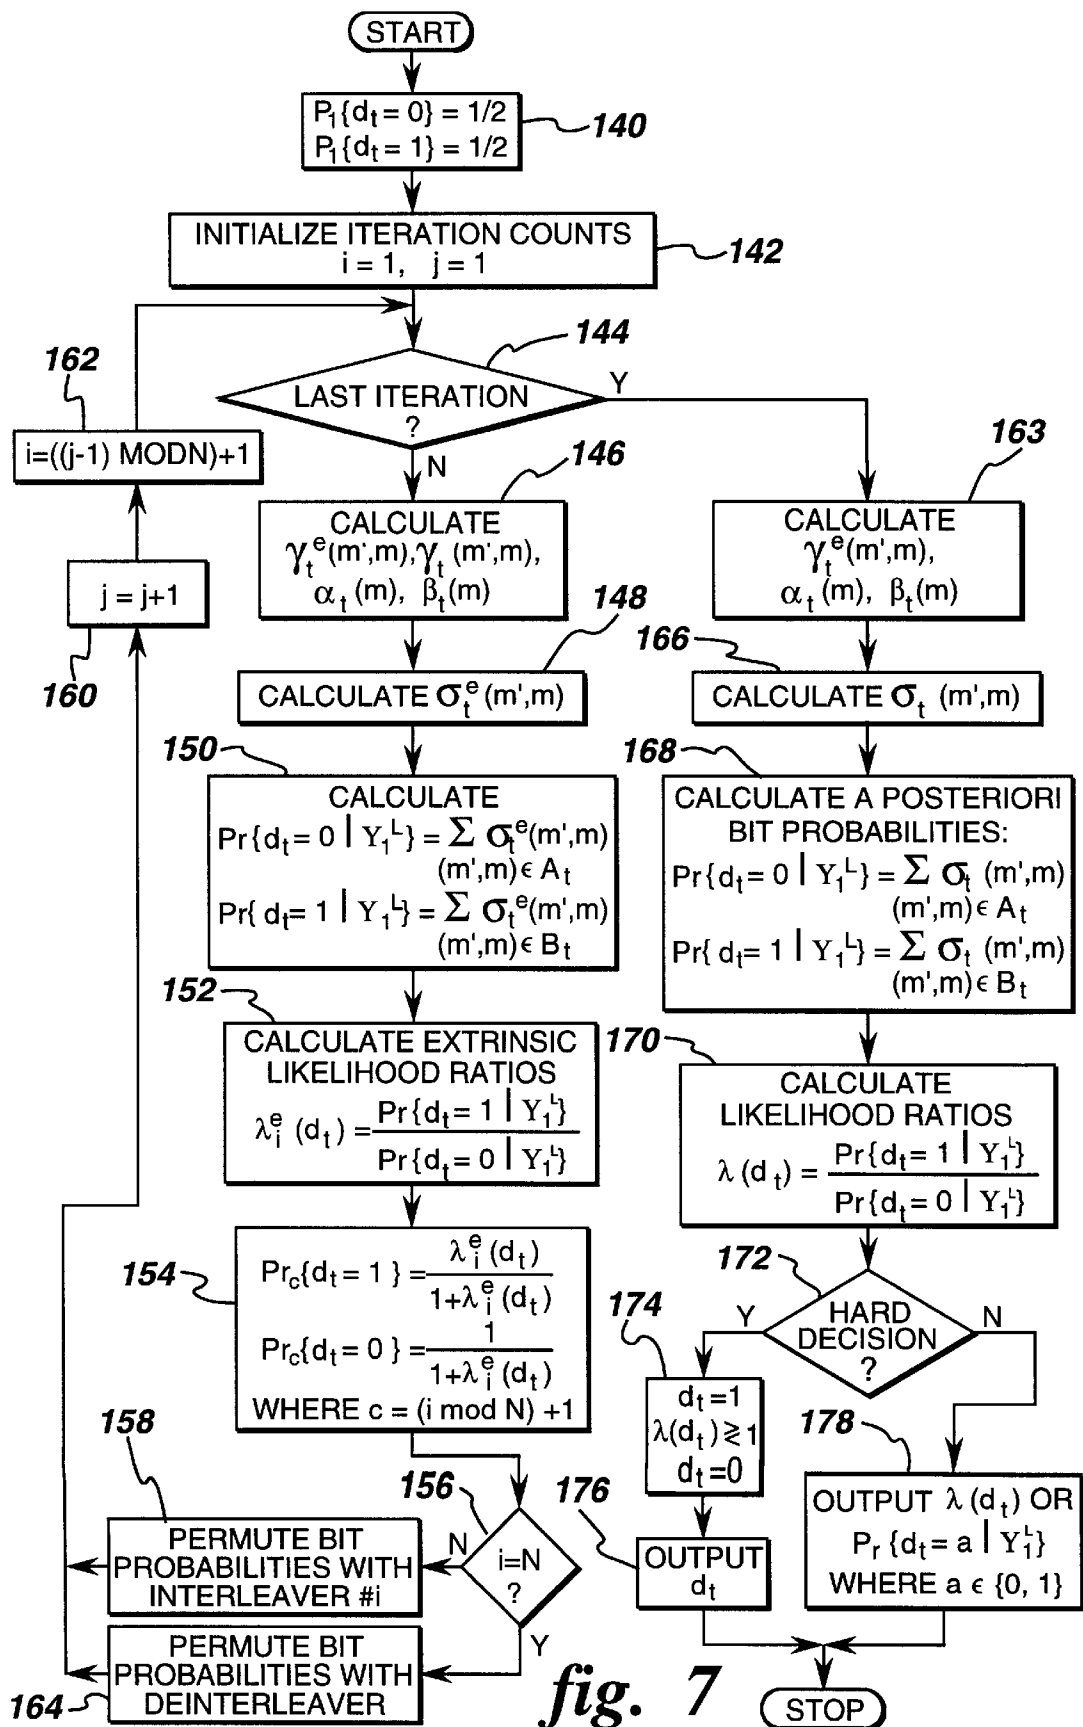 START
P₁{dₜ = 0} = 1/2
P₁{dₜ = 1} = 1/2
140
INITIALIZE ITERATION COUNTS
i = 1, j = 1
142
144
LAST ITERATION
?
Y
N
162
i=((j-1) MODN)+1
j = j+1
160
146
CALCULATE
γₜᵉ(m',m),γₜ (m',m),
αₜ (m), βₜ(m)
148
CALCULATE σₜᵉ (m',m)
150
CALCULATE
Pr{dₜ = 0 | Y₁ᴸ} = Σ σₜᵉ(m',m)
(m',m) ϵ Aₜ
Pr{ dₜ= 1 | Y₁ᴸ} = Σ σₜᵉ(m',m)
(m',m) ϵ Bₜ
152
CALCULATE EXTRINSIC
LIKELIHOOD RATIOS
λᵢᵉ (dₜ) = Pr{dₜ = 1 | Y₁ᴸ} / Pr{dₜ = 0 | Y₁ᴸ}
154
Pr꜀{dₜ = 1 } = λᵢᵉ (dₜ) / 1+λᵢᵉ (dₜ)
Pr꜀{dₜ = 0 } = 1 / 1+λᵢᵉ (dₜ)
WHERE c = (i mod N) +1
156
i=N
?
N
Y
158
PERMUTE BIT
PROBABILITIES WITH
INTERLEAVER #i
PERMUTE BIT
PROBABILITIES WITH
DEINTERLEAVER
164
163
CALCULATE
γₜᵉ(m',m),
αₜ (m), βₜ(m)
166
CALCULATE σₜ (m',m)
168
CALCULATE A POSTERIORI
BIT PROBABILITIES:
Pr{dₜ = 0 | Y₁ᴸ} = Σ σₜ (m',m)
(m',m) ϵ Aₜ
Pr{ dₜ= 1 | Y₁ᴸ} = Σ σₜ (m',m)
(m',m) ϵ Bₜ
170
CALCULATE
LIKELIHOOD RATIOS
λ (dₜ) = Pr{dₜ= 1 | Y₁ᴸ} / Pr{dₜ = 0 | Y₁ᴸ}
172
HARD
DECISION
?
Y
N
174
dₜ=1
λ(dₜ) ≷ 1
dₜ=0
176
OUTPUT
dₜ
178
OUTPUT λ (dₜ) OR
Pᵣ {dₜ= a | Y₁ᴸ}
WHERE a ϵ {0, 1}
STOP
fig. 7